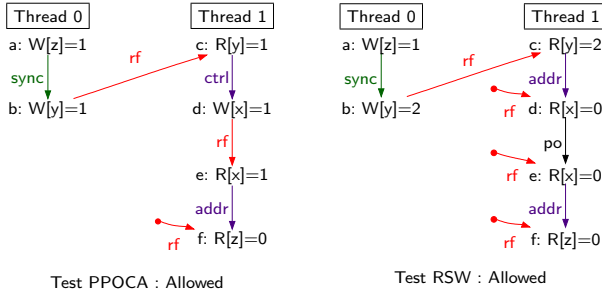 Thread 0
Thread 1
a: W[z]=1
c: R[y]=1
rf
sync
ctrl
b: W[y]=1
d: W[x]=1
rf
e: R[x]=1
addr
rf
f: R[z]=0
Test PPOCA : Allowed
Thread 0
Thread 1
a: W[z]=1
c: R[y]=2
rf
sync
addr
b: W[y]=2
rf
d: R[x]=0
po
rf
e: R[x]=0
addr
rf
f: R[z]=0
Test RSW : Allowed